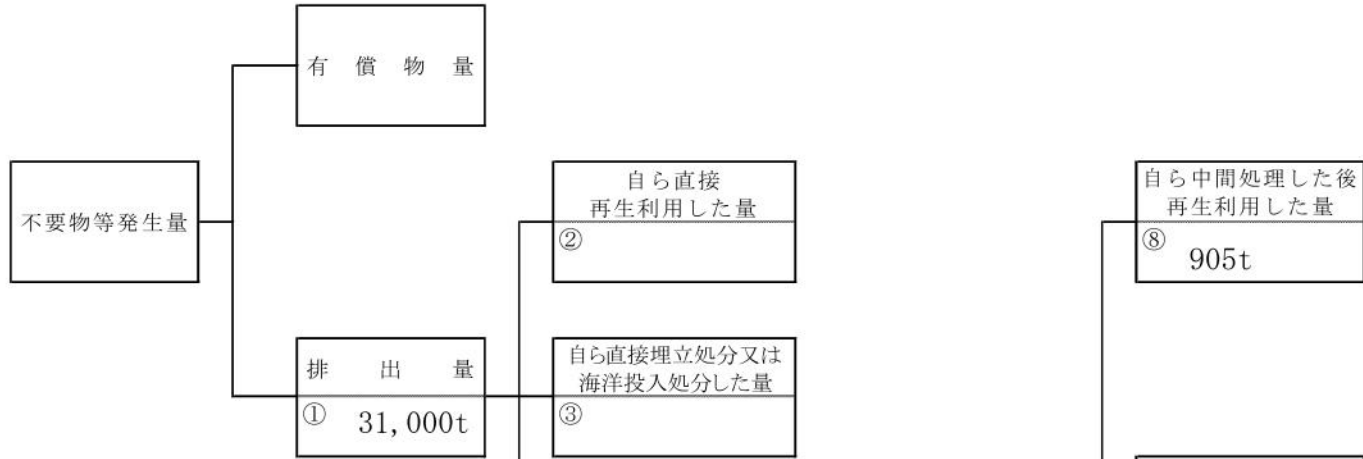 有償物量
不要物等発生量
自ら直接
再生利用した量
②
自ら中間処理した後
再生利用した量
⑧ 905t
排出量
① 31,000t
自ら直接埋立処分又は
海洋投入処分した量
③